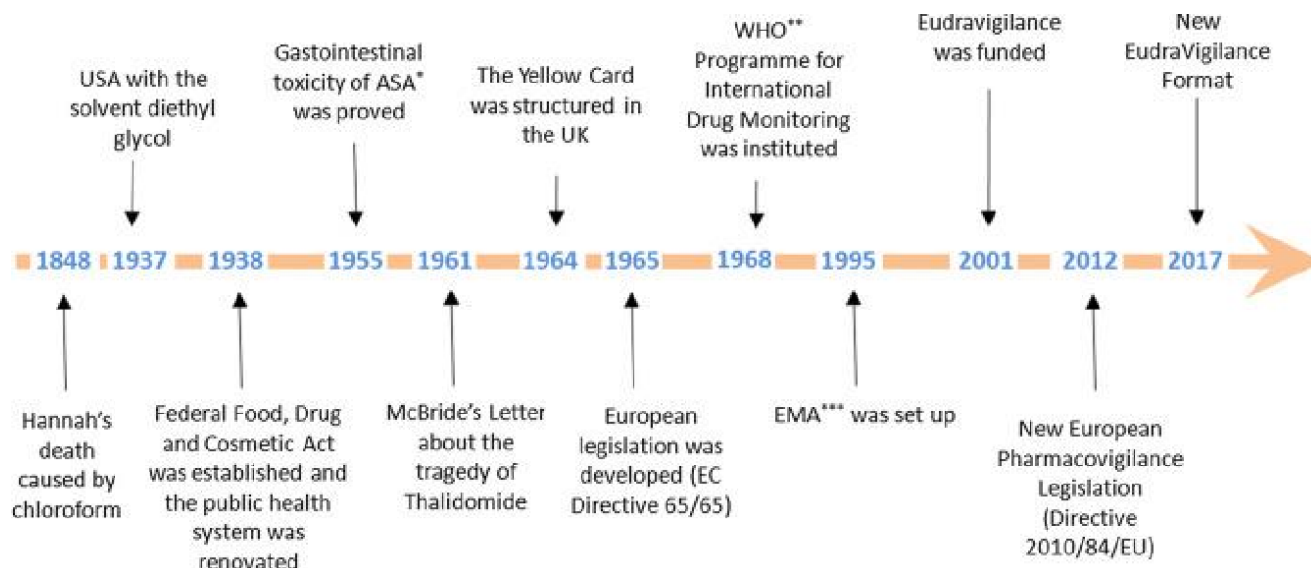 USA with the
solvent diethyl
glycol
Gastointestinal
toxicity of ASA*
was proved
The Yellow Card
was structured in
the UK
WHO**
Programme for
International
Drug Monitoring
was instituted
Eudravigilance
was funded
New
EudraVigilance
Format
1848 1937 1938 1955 1961 1964 1965 1968 1995 2001 2012 2017
Hannah's
death
caused by
chloroform
Federal Food, Drug
and Cosmetic Act
was established and
the public health
system was
renovated
McBride's Letter
about the
tragedy of
Thalidomide
European
legislation was
developed (EC
Directive 65/65)
EMA*** was set up
New European
Pharmacovigilance
Legislation
(Directive
2010/84/EU)